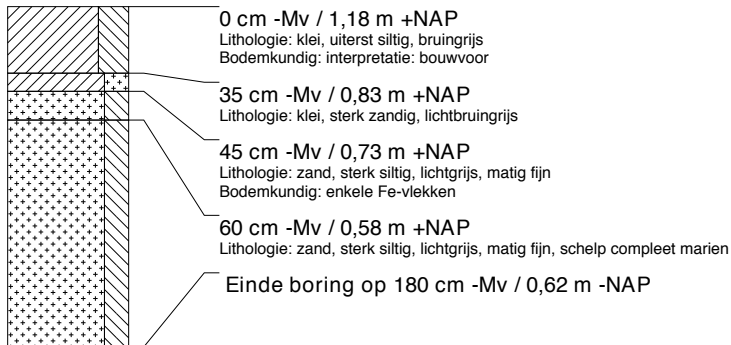 0 cm -Mv / 1,18 m +NAP
Lithologie: klei, uiterst siltig, bruingrijs
Bodemkundig: interpretatie: bouwvoor
35 cm -Mv / 0,83 m +NAP
Lithologie: klei, sterk zandig, lichtbruingrijs
45 cm -Mv / 0,73 m +NAP
Lithologie: zand, sterk siltig, lichtgrijs, matig fijn
Bodemkundig: enkele Fe-vlekken
60 cm -Mv / 0,58 m +NAP
Lithologie: zand, sterk siltig, lichtgrijs, matig fijn, schelp compleet marien
Einde boring op 180 cm -Mv / 0,62 m -NAP